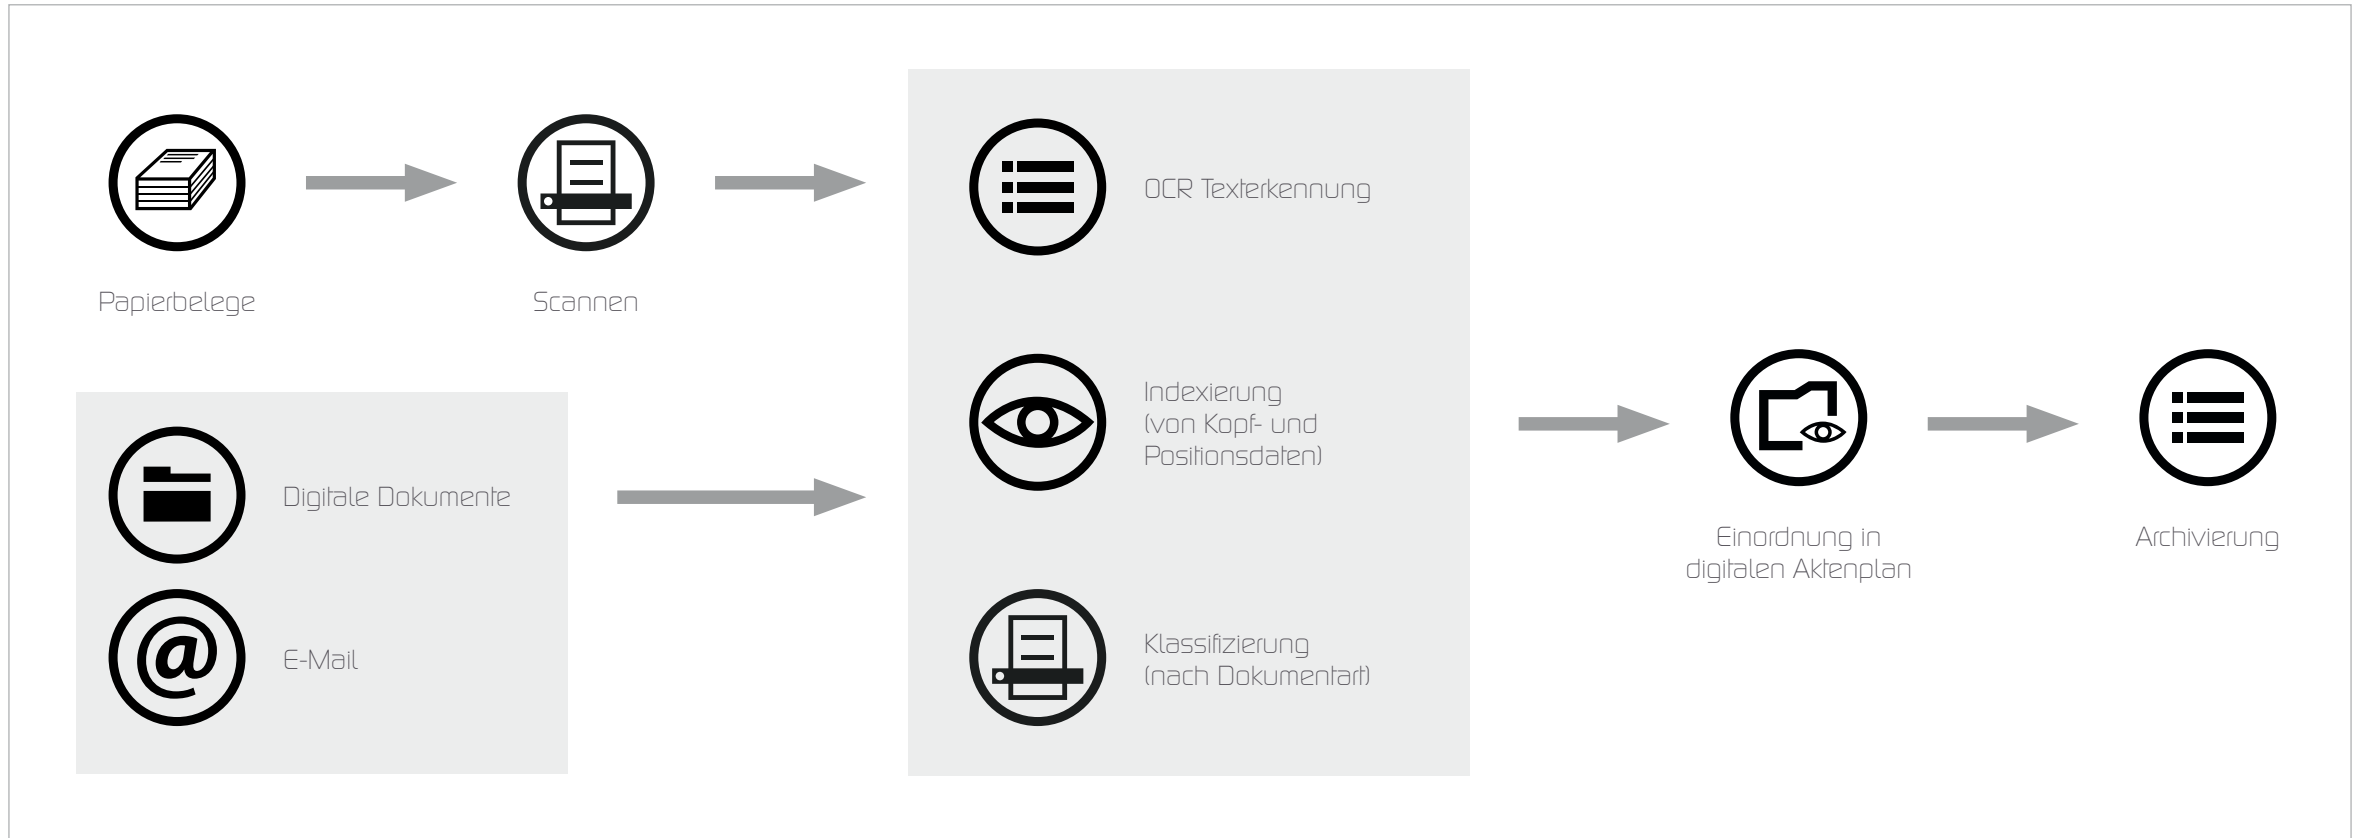 Papierbelege
Scannen
Digitale Dokumente
E-Mail
OCR Texterkennung
Indexierung
(von Kopf- und
Positionsdaten)
Klassifizierung
(nach Dokumentart)
Einordnung in
digitalen Aktenplan
Archivierung